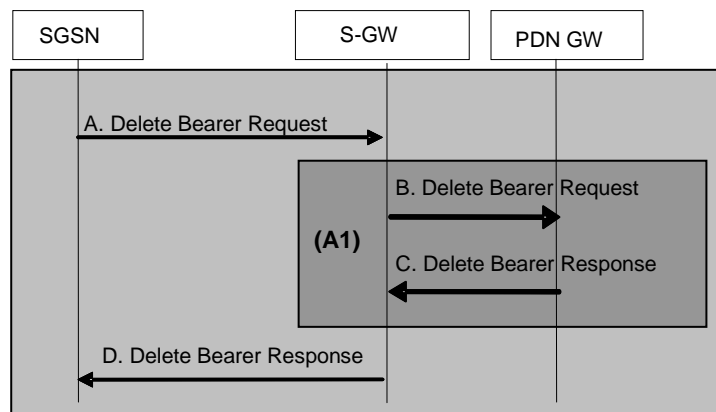 SGSN
S-GW
PDN GW
A. Delete Bearer Request
B. Delete Bearer Request
(A1)
C. Delete Bearer Response
D. Delete Bearer Response